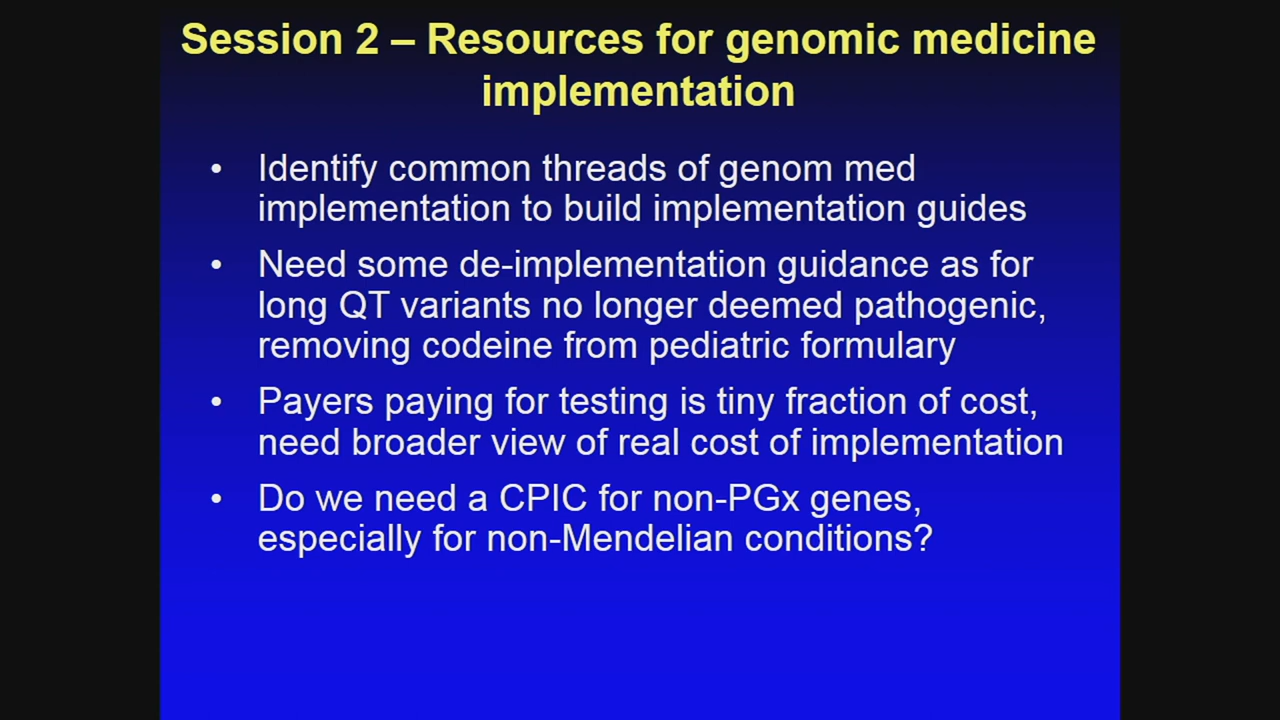 Session 2 – Resources for genomic medicine
implementation
• Identify common threads of genom med
implementation to build implementation guides
• Need some de-implementation guidance as for
long QT variants no longer deemed pathogenic,
removing codeine from pediatric formulary
• Payers paying for testing is tiny fraction of cost,
need broader view of real cost of implementation
• Do we need a CPIC for non-PGx genes,
especially for non-Mendelian conditions?